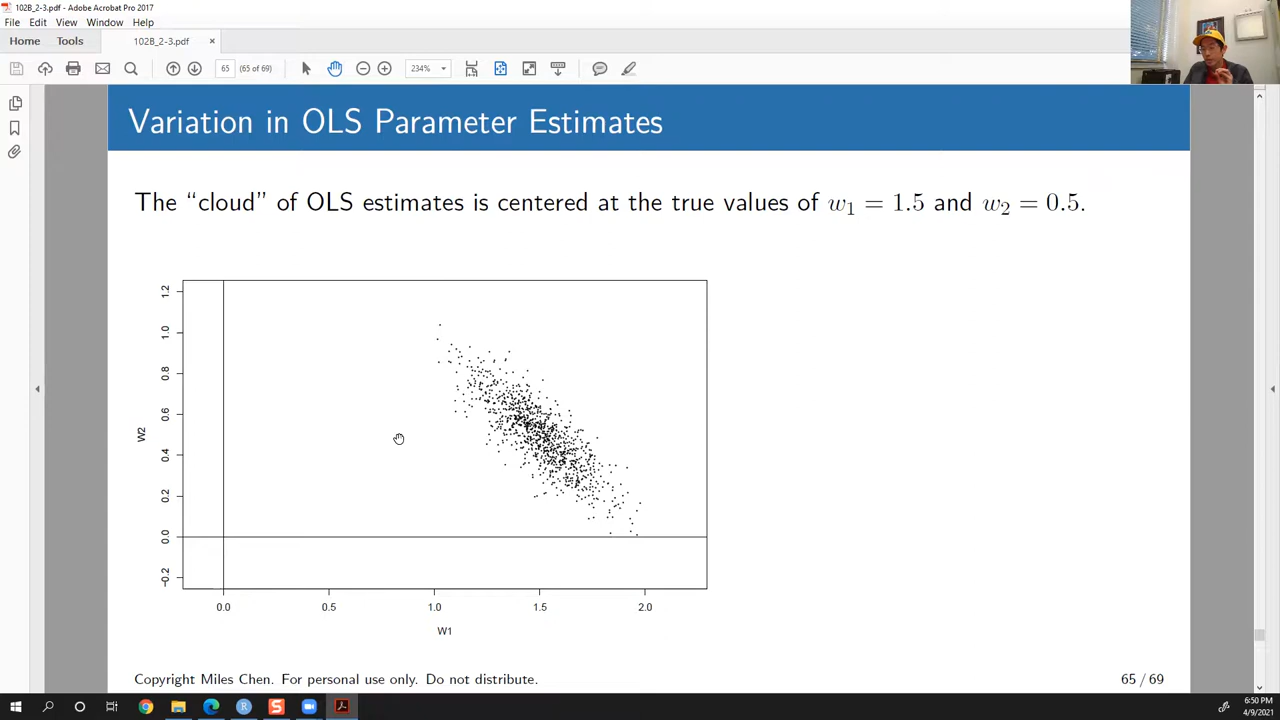 102B_2-3.pdf - Adobe Acrobat Pro 2017
File Edit View Window Help
Home Tools 102B_2-3.pdf ×
65 (65 of 69) 234%
Variation in OLS Parameter Estimates
The “cloud” of OLS estimates is centered at the true values of w₁ = 1.5 and w₂ = 0.5.
1.2
1.0
0.8
0.6
0.4
0.2
0.0
−0.2
W2
0.0 0.5 1.0 1.5 2.0
W1
Copyright Miles Chen. For personal use only. Do not distribute. 65 / 69
6:50 PM
4/9/2021